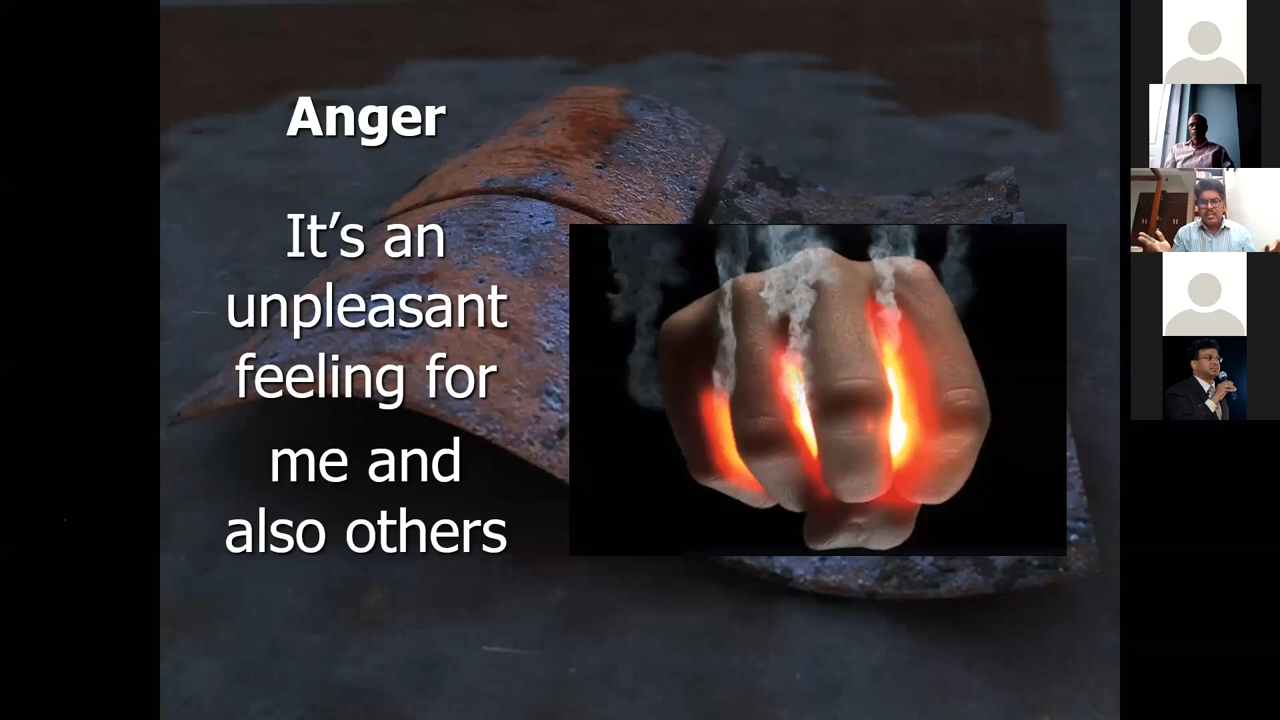 Anger
It’s an
unpleasant
feeling for
me and
also others